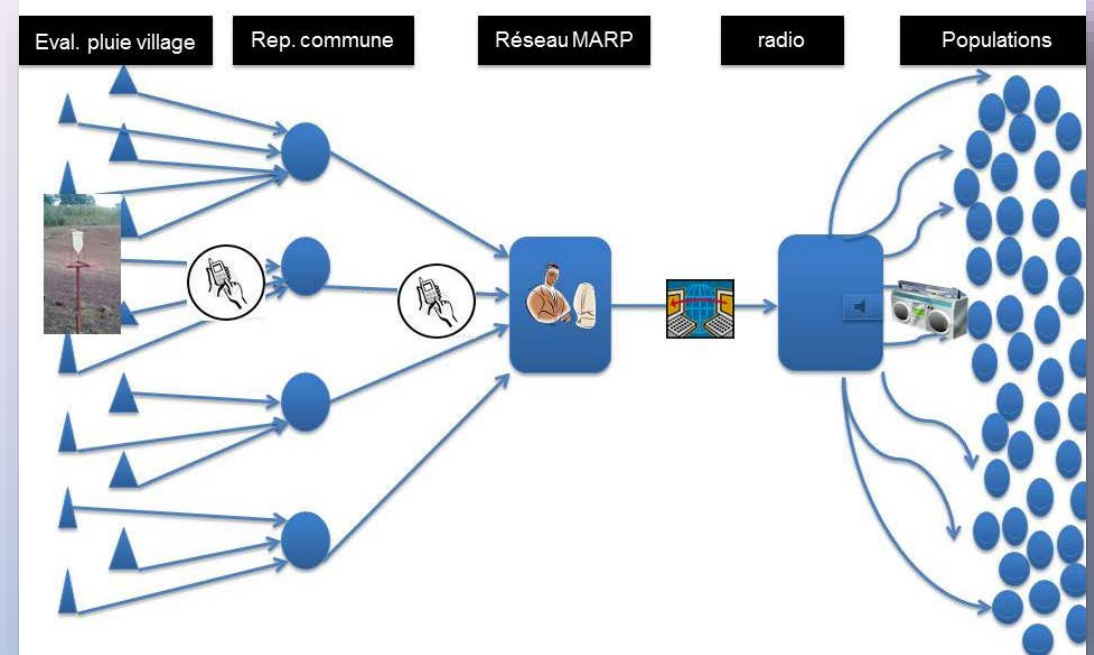 Eval. pluie village
Rep. commune
Réseau MARP
radio
Populations